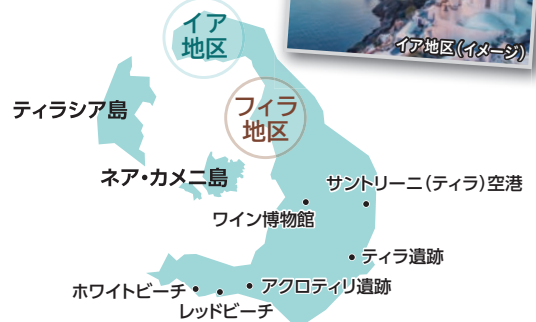 イア
地区
イア地区(イメージ)
ティラシア島
フィラ
地区
ネア・カメニ島
サントリーニ(ティラ)空港
ワイン博物館
ティラ遺跡
アクロティリ遺跡
ホワイトビーチ
レッドビーチ